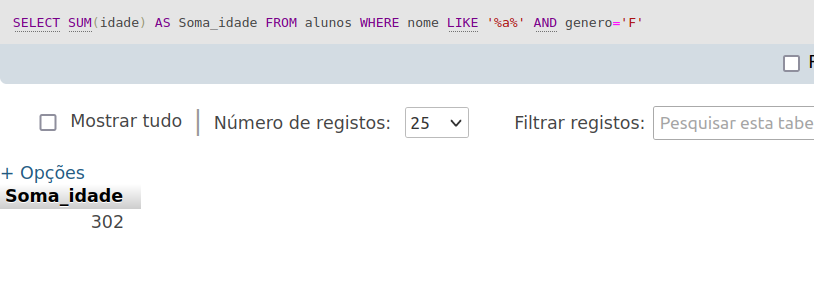 SELECT SUM(idade) AS Soma_idade FROM alunos WHERE nome LIKE '%a%' AND genero='F'
Mostrar tudo | Número de registos: 25 Filtrar registos: Pesquisar esta tabe
+ Opções
Soma_idade
302